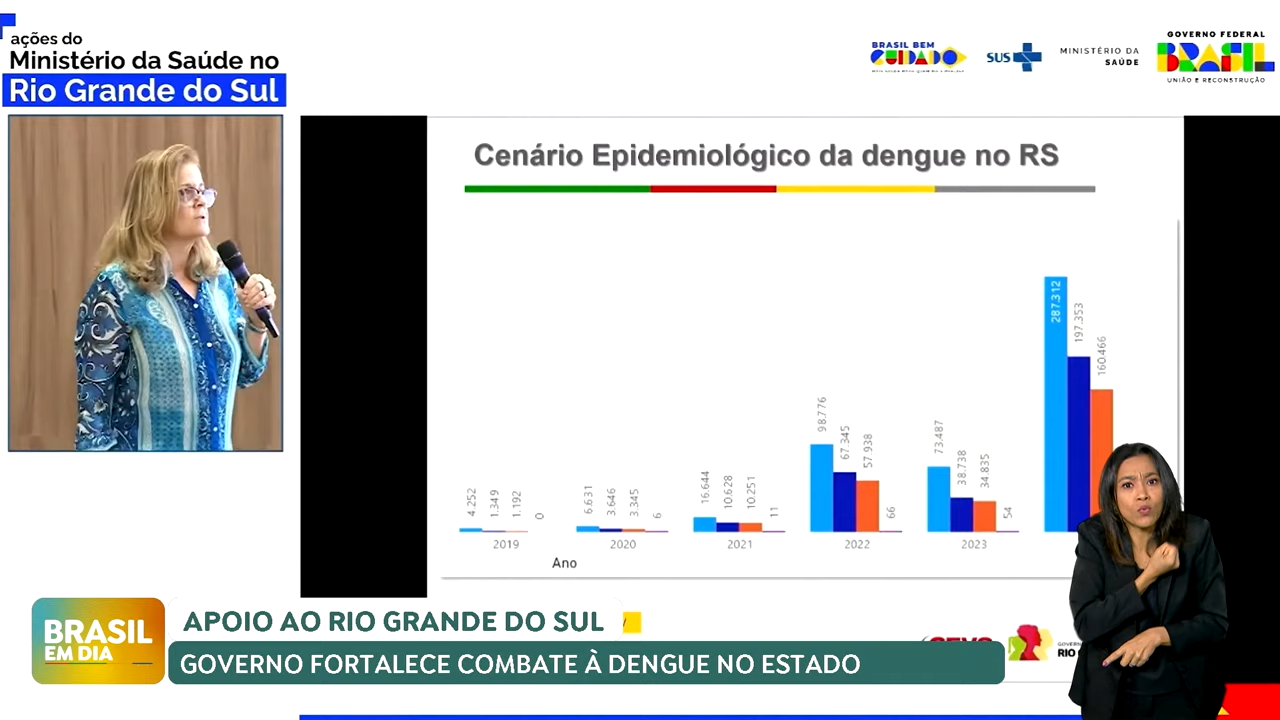 ações do
Ministério da Saúde no
Rio Grande do Sul
BRASIL BEM
CUIDADO
SUS
MINISTÉRIO DA
SAÚDE
GOVERNO FEDERAL
BRASIL
UNIÃO E RECONSTRUÇÃO
Cenário Epidemiológico da dengue no RS
4.252
1.349
1.192
0
6.631
3.646
3.345
6
16.644
10.628
10.251
11
98.776
67.345
57.938
66
73.487
38.738
34.835
54
287.312
197.353
160.466
2019
2020
2021
2022
2023
Ano
BRASIL
EM DIA
APOIO AO RIO GRANDE DO SUL
GOVERNO FORTALECE COMBATE À DENGUE NO ESTADO
RIO